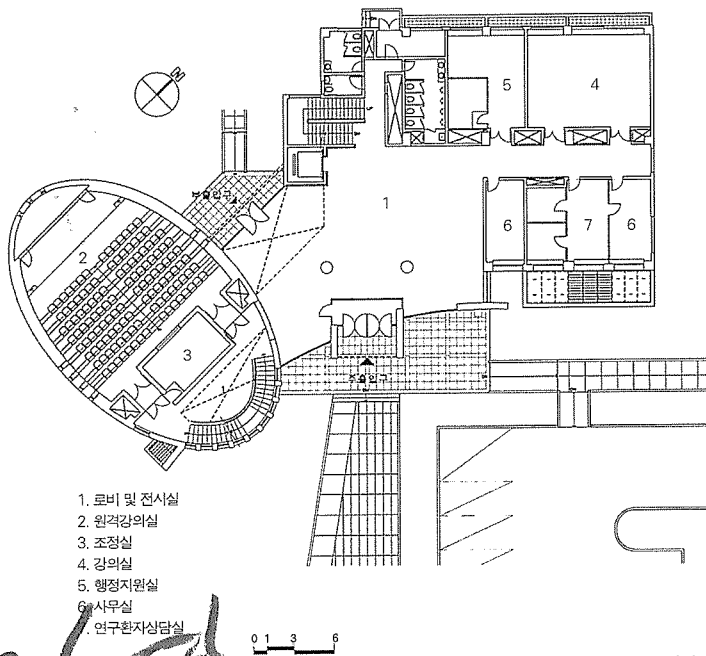 N
5
4
1
2
6
7
6
3
부출입구
주출입구
1. 로비 및 전시실
2. 원격강의실
3. 조정실
4. 강의실
5. 행정지원실
6. 사무실
7. 연구환자상담실
0 1 3 6